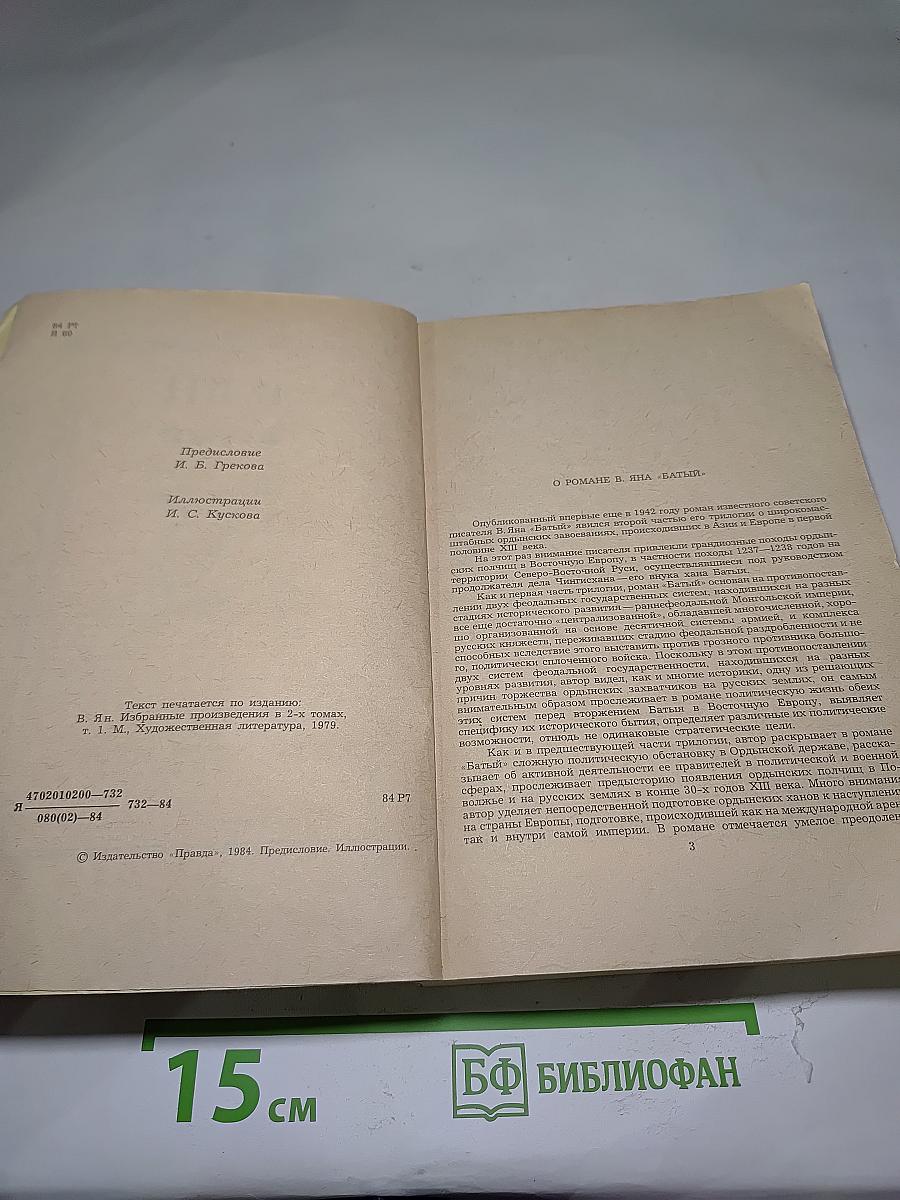 84 Р7
Я 60
Предисловие
И. Б. Грекова
Иллюстрации
И. С. Кускова
Текст печатается по изданию:
В. Ян. Избранные произведения в 2-х томах,
т. 1. М., Художественная литература, 1979.
Я 4702010200—732 732—84
080(02)—84
84 Р7
© Издательство «Правда», 1984. Предисловие. Иллюстрации.
О РОМАНЕ В. ЯНА «БАТЫЙ»
Опубликованный впервые еще в 1942 году роман известного советского
писателя В. Яна «Батый» явился второй частью его трилогии о широкомас-
штабных ордынских завоеваниях, происходивших в Азии и Европе в первой
половине XIII века.
На этот раз внимание писателя привлекли грандиозные походы ордын-
ских полчищ в Восточную Европу, в частности походы 1237—1238 годов на
территории Северо-Восточной Руси, осуществлявшиеся под руководством
продолжателя дела Чингисхана — его внука хана Батыя.
Как и первая часть трилогии, роман «Батый» основан на противопостав-
лении двух феодальных государственных систем, находившихся на разных
стадиях исторического развития — раннефеодальной Монгольской империи,
все еще достаточно «централизованной», обладавшей многочисленной, хоро-
шо организованной на основе десятичной системы армией, и комплекса
русских княжеств, переживавших стадию феодальной раздробленности и не
способных вследствие этого выставить против грозного противника большо-
го, политически сплоченного войска. Поскольку в этом противопоставлении
двух систем феодальной государственности, находившихся на разных
уровнях развития, автор видел, как и многие историки, одну из решающих
причин торжества ордынских захватчиков на русских землях, он самым
внимательным образом прослеживает в романе политическую жизнь обеих
этих систем перед вторжением Батыя в Восточную Европу, выявляет
специфику их исторического бытия, определяет различные их политические
возможности, отнюдь не одинаковые стратегические цели.
Как и в предшествующей части трилогии, автор раскрывает в романе
«Батый» сложную политическую обстановку в Ордынской державе, расска-
зывает об активной деятельности ее правителей в политической и военной
сферах, прослеживает предысторию появления ордынских полчищ в По-
волжье и на русских землях в конце 30-х годов XIII века. Много внимания
автор уделяет непосредственной подготовке ордынских ханов к наступлени
на страны Европы, подготовке, происходившей как на международной арен
так и внутри самой империи. В романе отмечается умелое преодолен
3
15 см
БФ БИБЛИОФАН